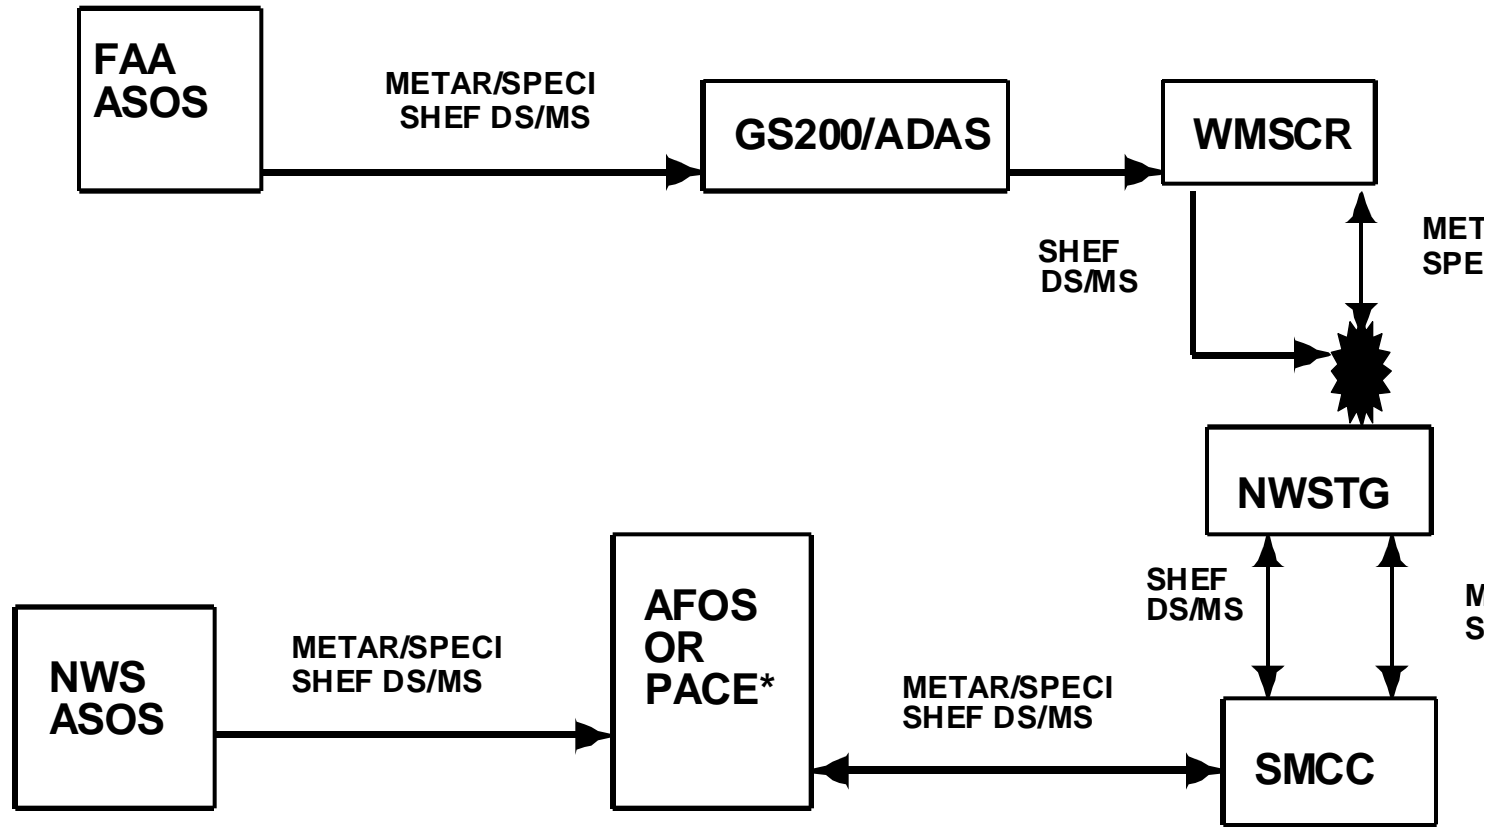 FAA
ASOS
METAR/SPECI
SHEF DS/MS
GS200/ADAS
WMSCR
SHEF
DS/MS
MET
SPE
NWSTG
SHEF
DS/MS
M
S
NWS
ASOS
METAR/SPECI
SHEF DS/MS
AFOS
OR
PACE*
METAR/SPECI
SHEF DS/MS
SMCC